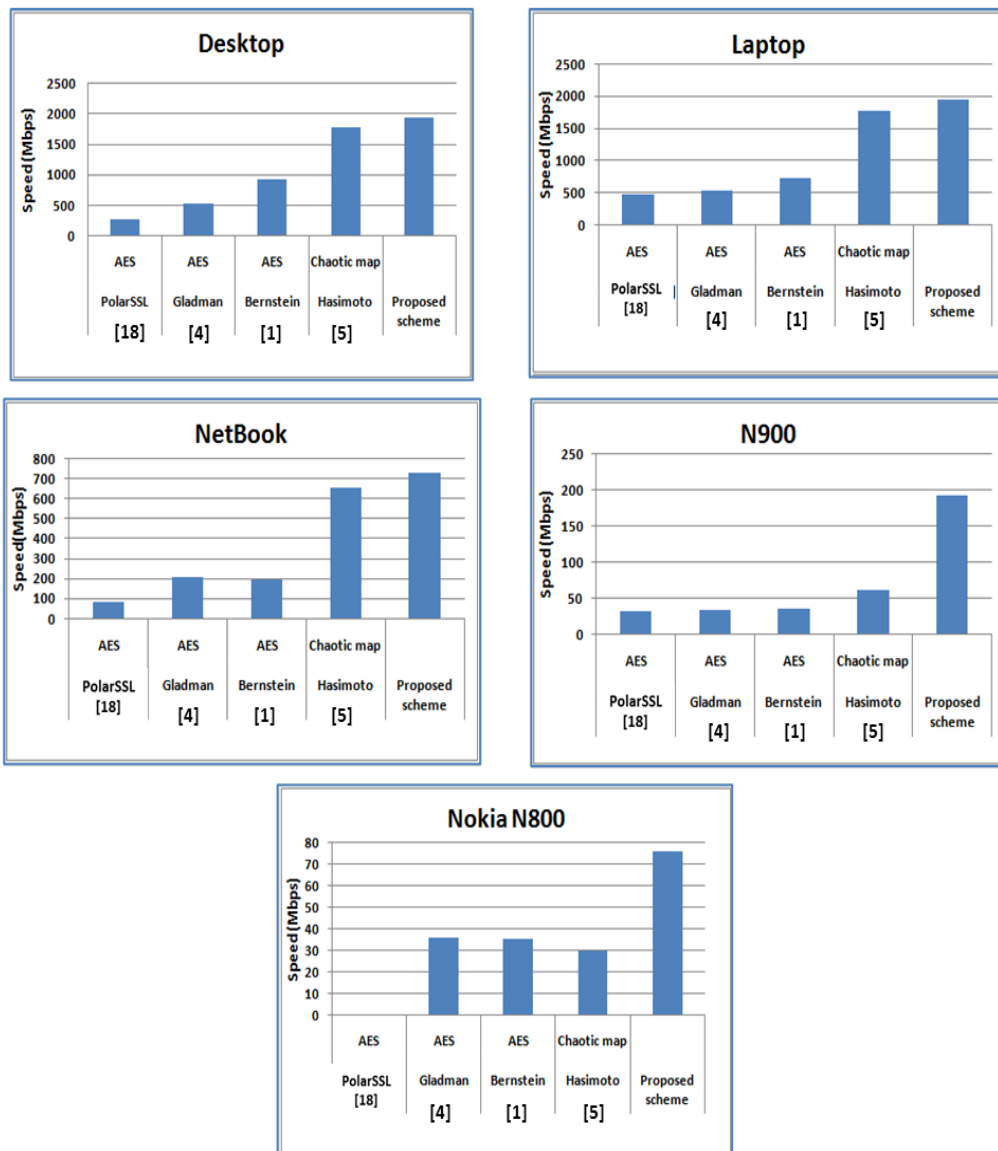 Desktop
Speed (Mbps)
2500
2000
1500
1000
500
0
AES AES AES Chaotic map
PolarSSL Gladman Bernstein Hasimoto Proposed
scheme
[18] [4] [1] [5]
Laptop
Speed (Mbps)
2500
2000
1500
1000
500
0
AES AES AES Chaotic map
PolarSSL Gladman Bernstein Hasimoto Proposed
scheme
[18] [4] [1] [5]
NetBook
Speed(Mbps)
800
700
600
500
400
300
200
100
0
AES AES AES Chaotic map
PolarSSL Gladman Bernstein Hasimoto Proposed
scheme
[18] [4] [1] [5]
N900
Speed(Mbps)
250
200
150
100
50
0
AES AES AES Chaotic map
PolarSSL Gladman Bernstein Hasimoto Proposed
scheme
[18] [4] [1] [5]
Nokia N800
Speed(Mbps)
80
70
60
50
40
30
20
10
0
AES AES AES Chaotic map
PolarSSL Gladman Bernstein Hasimoto Proposed
scheme
[18] [4] [1] [5]